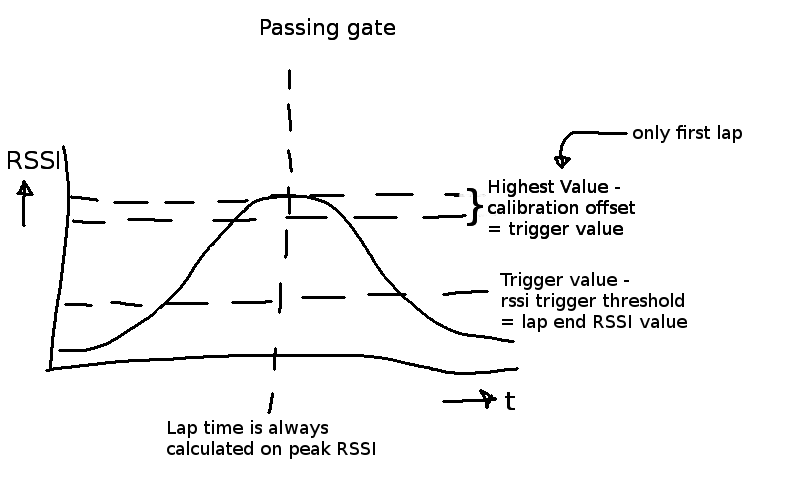 Passing gate
only first lap
RSSI
Highest Value -
calibration offset
= trigger value
Trigger value -
rssi trigger threshold
= lap end RSSI value
t
Lap time is always
calculated on peak RSSI